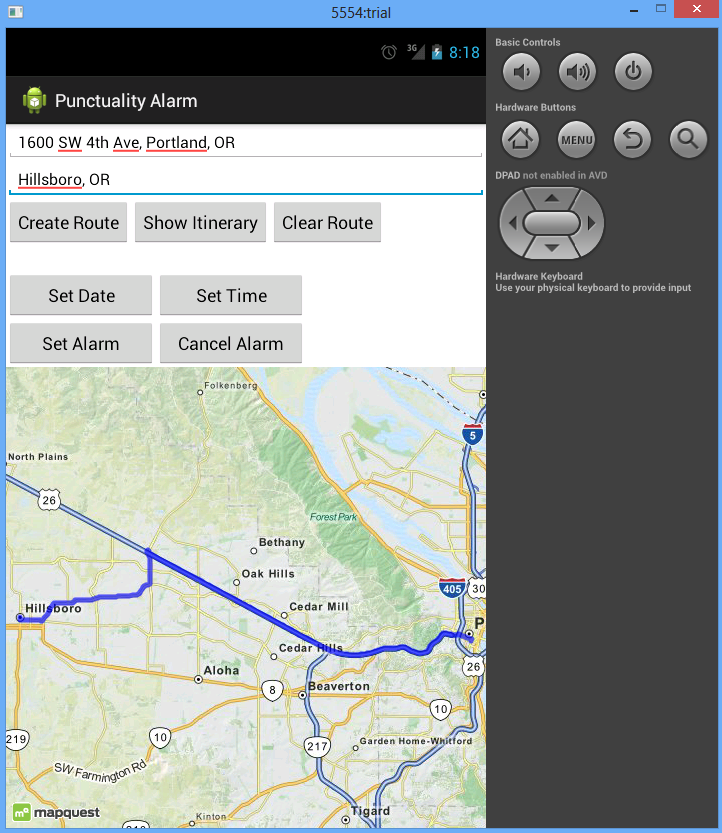 5554:trial
3G 8:18
Punctuality Alarm
1600 SW 4th Ave, Portland, OR
Hillsboro, OR
Create Route Show Itinerary Clear Route
Set Date Set Time
Set Alarm Cancel Alarm
Basic Controls
Hardware Buttons
MENU
DPAD not enabled in AVD
Hardware Keyboard
Use your physical keyboard to provide input
Folkenberg
5
North Plains
26
Forest Park
Bethany
Oak Hills
405
30
Cedar Mill
Hillsboro
P
Cedar Hills
26
Aloha
8
Beaverton
10
219
10
217
Garden Home-Whitford
SW Farmington Rd
mapquest
Kinton
Tigard
210